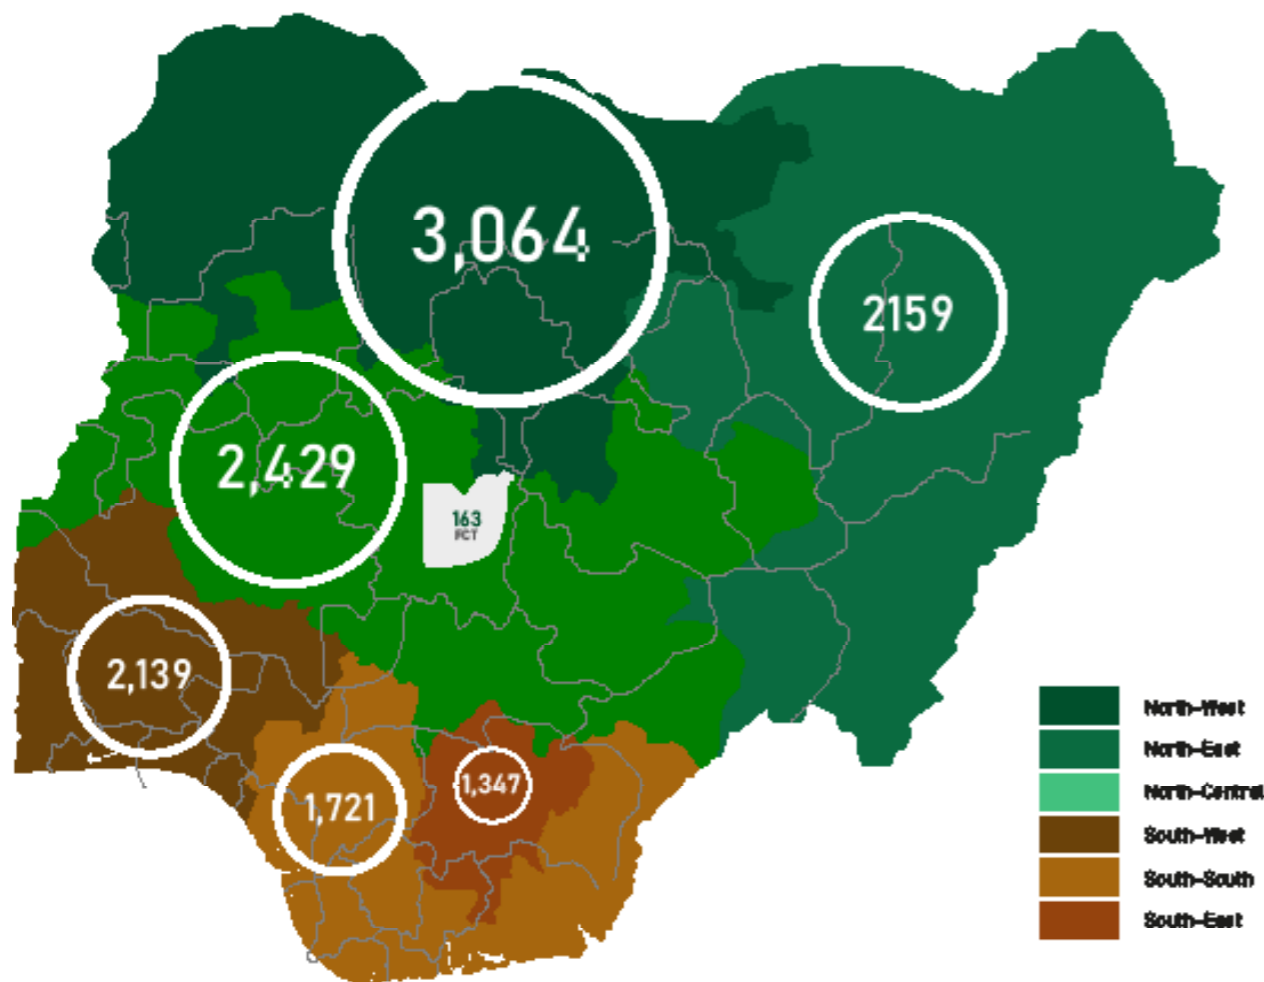 3,064
2159
2,429
163
FCT
2,139
1,347
1,721
North-West
North-East
North-Central
South-West
South-South
South-East